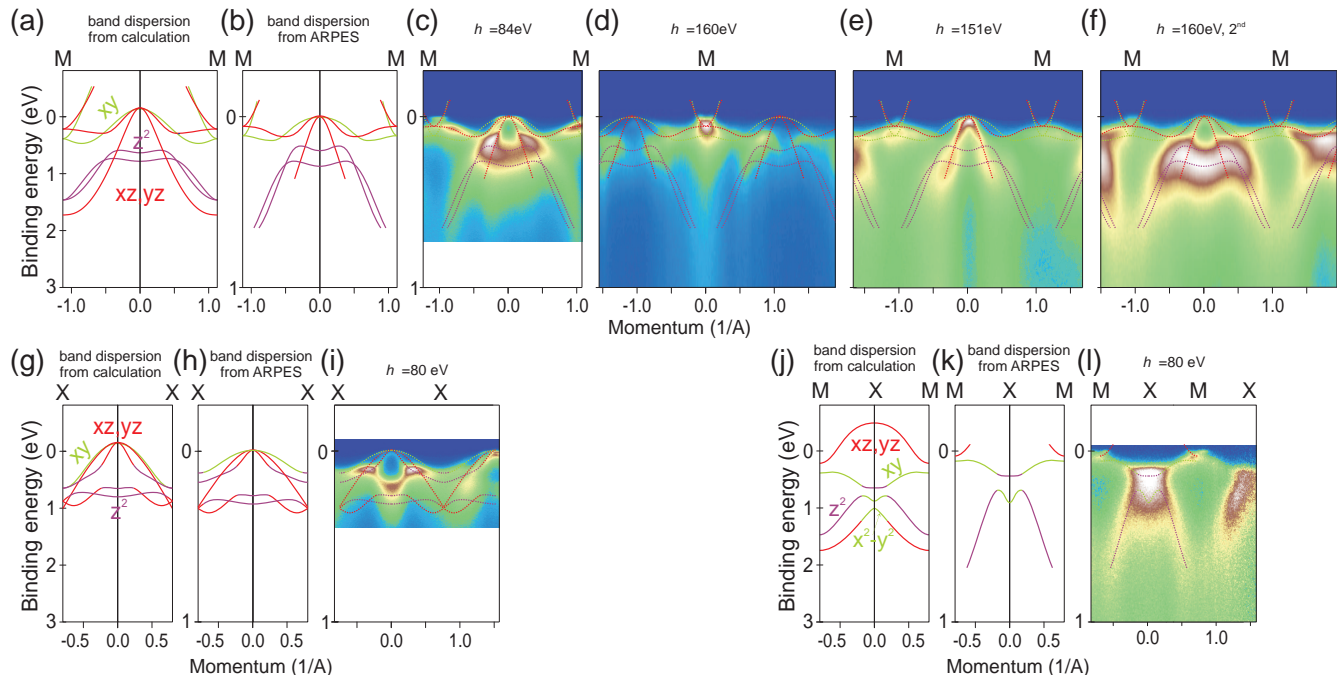 (a) band dispersion from calculation
(b) band dispersion from ARPES
(c) h =84eV
(d) h =160eV
(e) h =151eV
(f) h =160eV, 2nd
M M M M M M M M M M
Binding energy (eV)
0 1 2 3
xy
z²
xz,yz
-1.0 0.0 1.0
0 1
-1.0 0.0 1.0
0 1
-1.0 0.0 1.0
-1.0 0.0 1.0
-1.0 0.0 1.0
-1.0 0.0 1.0
Momentum (1/A)
(g) band dispersion from calculation
(h) band dispersion from ARPES
(i) h =80 eV
X X X X X X
Binding energy (eV)
0 1 2 3
xz,yz
xy
z²
-0.5 0.0 0.5
0 1
-0.5 0.0 0.5
0 1
0.0 1.0
Momentum (1/A)
(j) band dispersion from calculation
(k) band dispersion from ARPES
(l) h =80 eV
M X M M X M M X M X
Binding energy (eV)
0 1 2 3
xz,yz
xy
z²
x²-y²
-0.5 0.0 0.5
0 1
-0.5 0.0 0.5
0 1
0.0 1.0
Momentum (1/A)